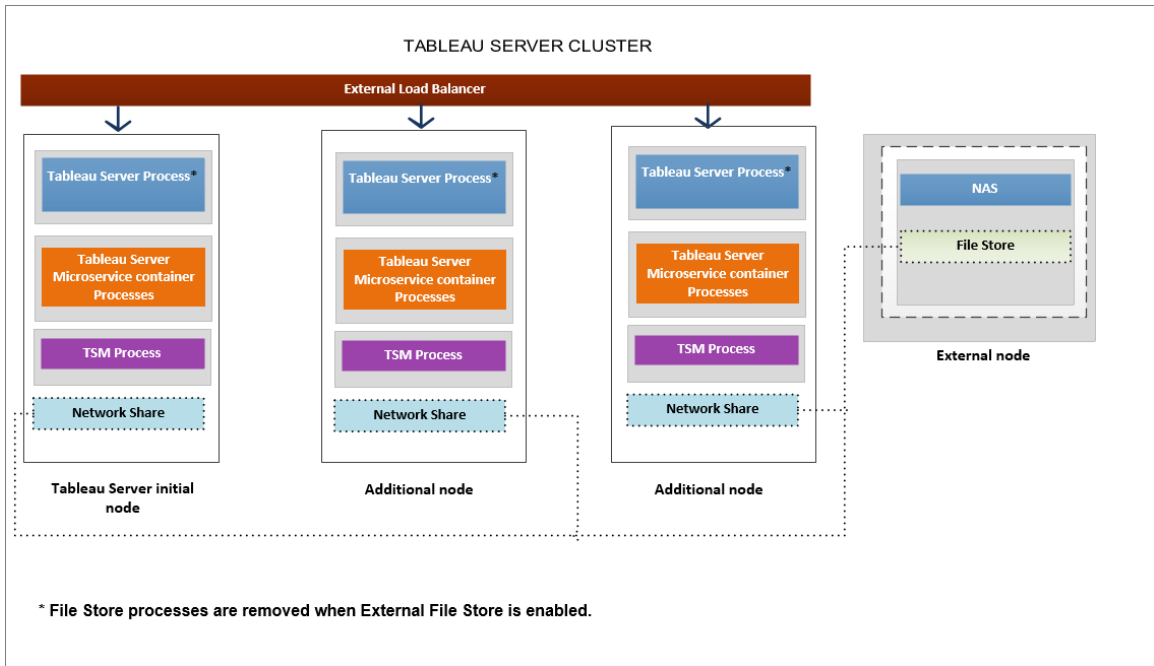 TABLEAU SERVER CLUSTER
External Load Balancer
Tableau Server Process*
Tableau Server
Microservice container
Processes
TSM Process
Network Share
Tableau Server initial
node
Tableau Server Process*
Tableau Server
Microservice container
Processes
TSM Process
Network Share
Additional node
Tableau Server Process*
Tableau Server
Microservice container
Processes
TSM Process
Network Share
Additional node
NAS
File Store
External node
* File Store processes are removed when External File Store is enabled.